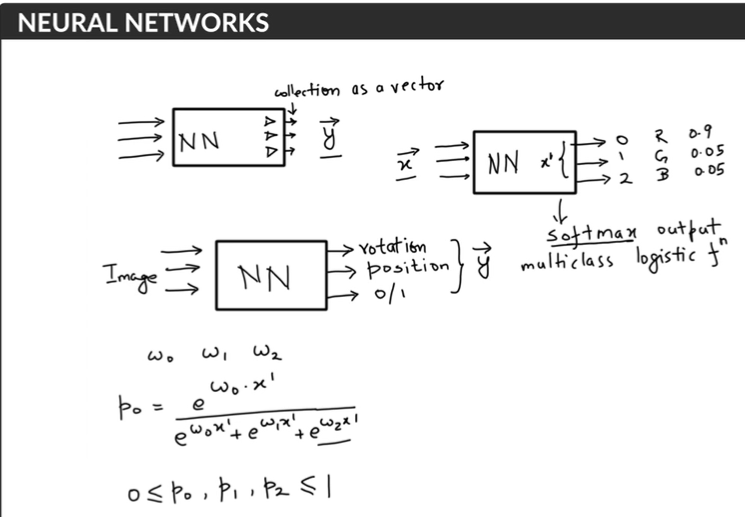 NEURAL NETWORKS
collection as a vector
NN
y⃗
x⃗
NN x'
0 R 0.9
1 G 0.05
2 B 0.05
softmax output
multiclass logistic fⁿ
Image
NN
rotation
position
0/1
y⃗
ω₀ ω₁ ω₂
p₀ = e^(ω₀·x') / (e^(ω₀x') + e^(ω₁x') + e^(ω₂x'))
0 ≤ p₀, p₁, p₂ ≤ 1